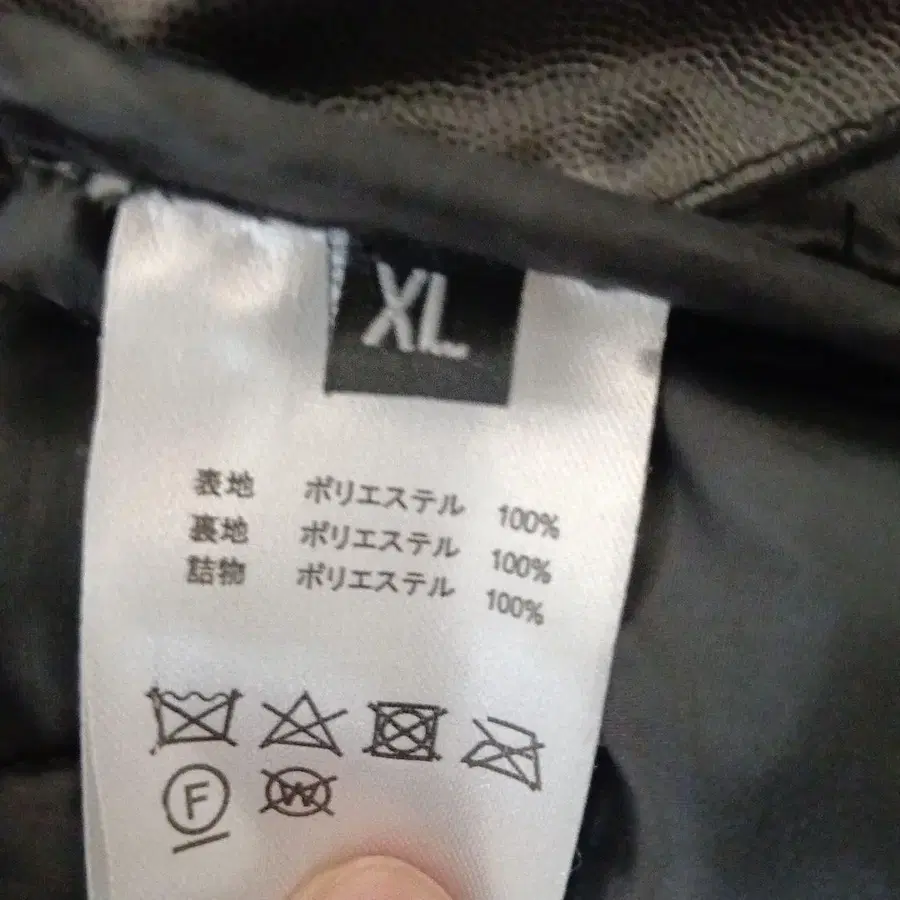 XL
表地 ポリエステル 100%
裏地 ポリエステル 100%
詰物 ポリエステル 100%
F W